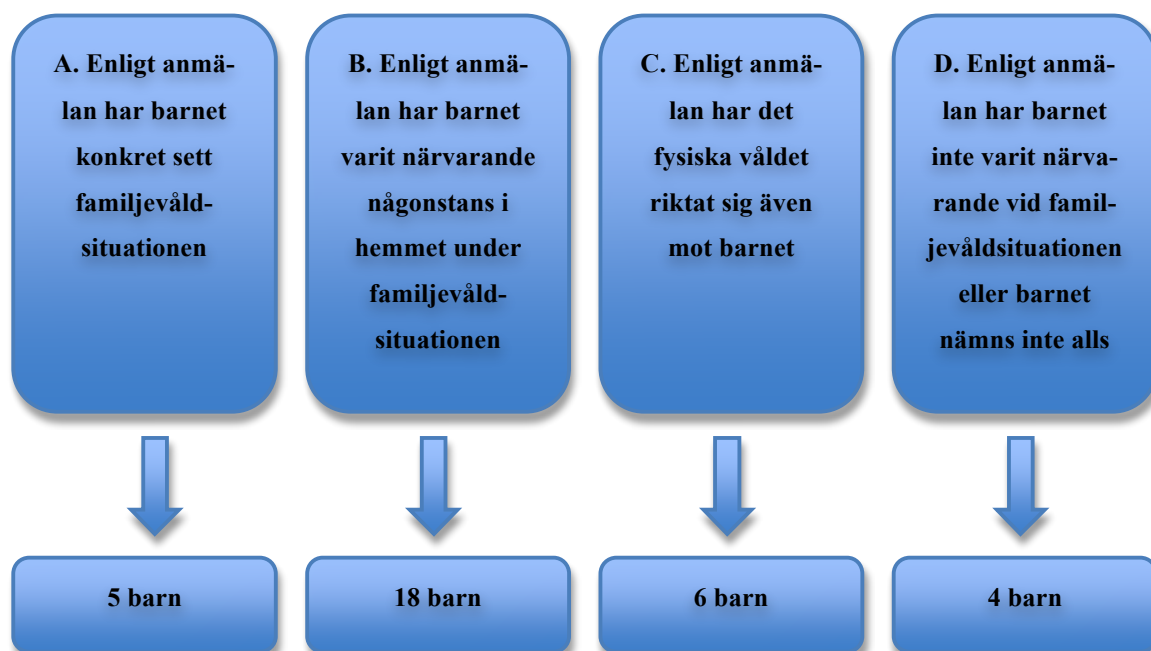 A. Enligt anmä-
lan har barnet
konkret sett
familjevåld-
situationen
B. Enligt anmä-
lan har barnet
varit närvarande
någonstans i
hemmet under
familjevåld-
situationen
C. Enligt anmä-
lan har det
fysiska våldet
riktat sig även
mot barnet
D. Enligt anmä-
lan har barnet
inte varit närva-
rande vid famil-
jevåldsituationen
eller barnet
nämns inte alls
5 barn
18 barn
6 barn
4 barn